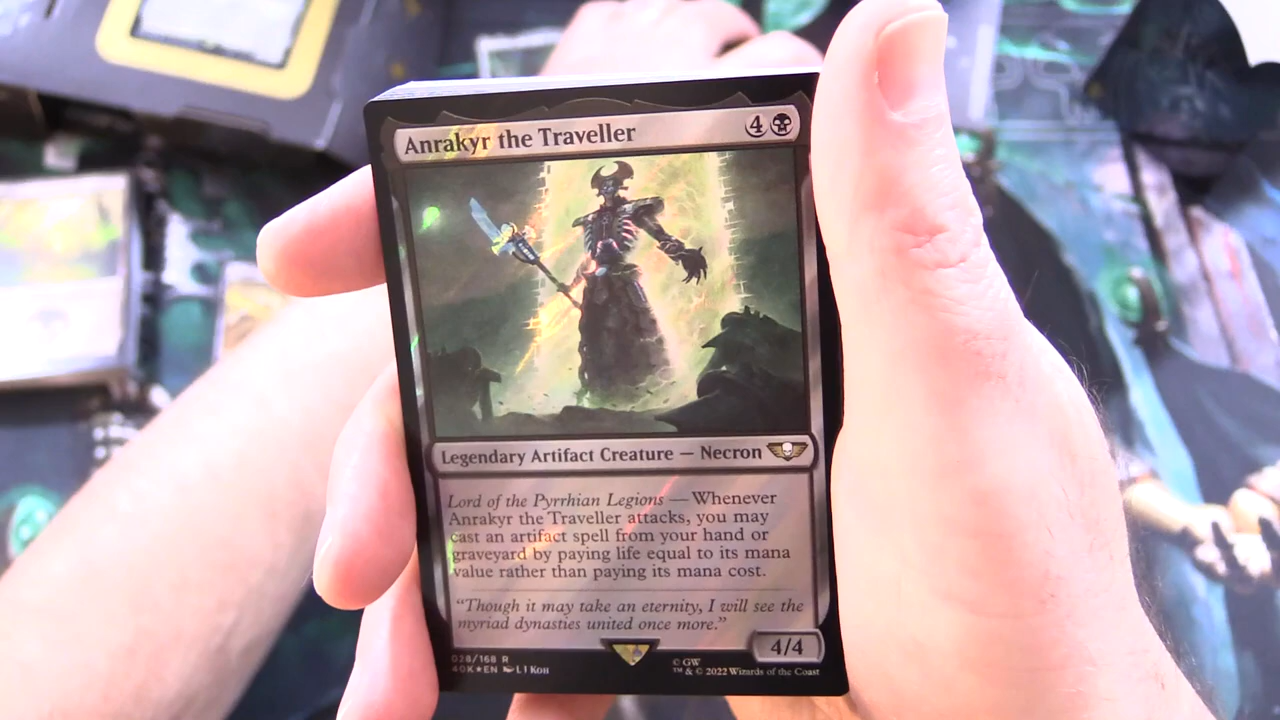 Anrakyr the Traveller 4
Legendary Artifact Creature — Necron
Lord of the Pyrrhian Legions — Whenever
Anrakyr the Traveller attacks, you may
cast an artifact spell from your hand or
graveyard by paying life equal to its mana
value rather than paying its mana cost.
"Though it may take an eternity, I will see the
myriad dynasties united once more."
4/4
028/168 R
40K★EN LI KOH
© GW
™ & © 2022 Wizards of the Coast